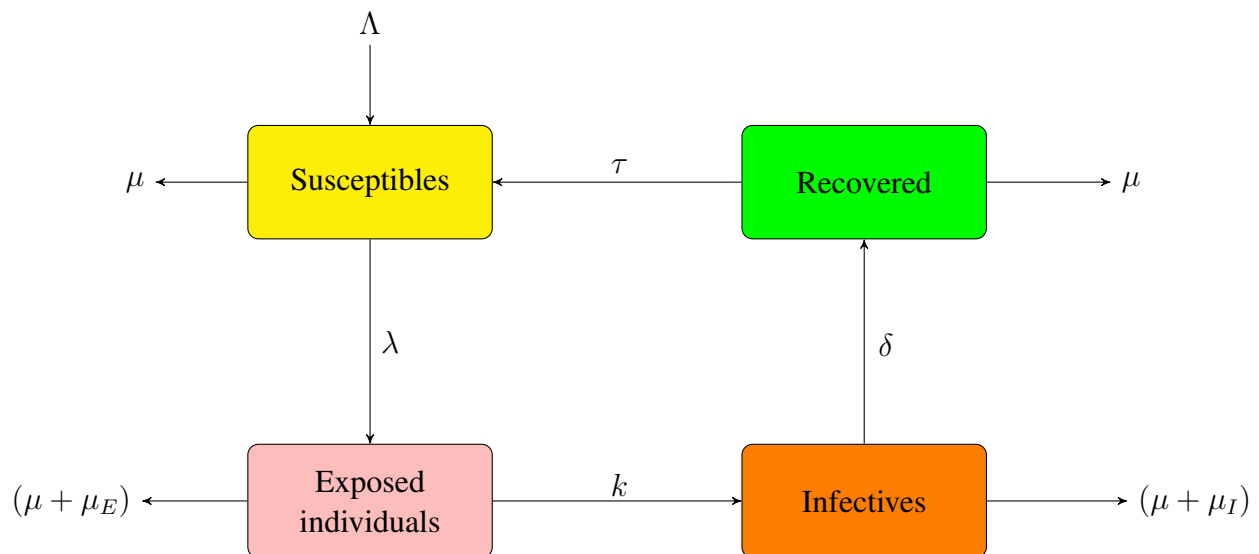 Λ
μ
Susceptibles
τ
Recovered
μ
λ
δ
(μ + μ_E)
Exposed
individuals
k
Infectives
(μ + μ_I)